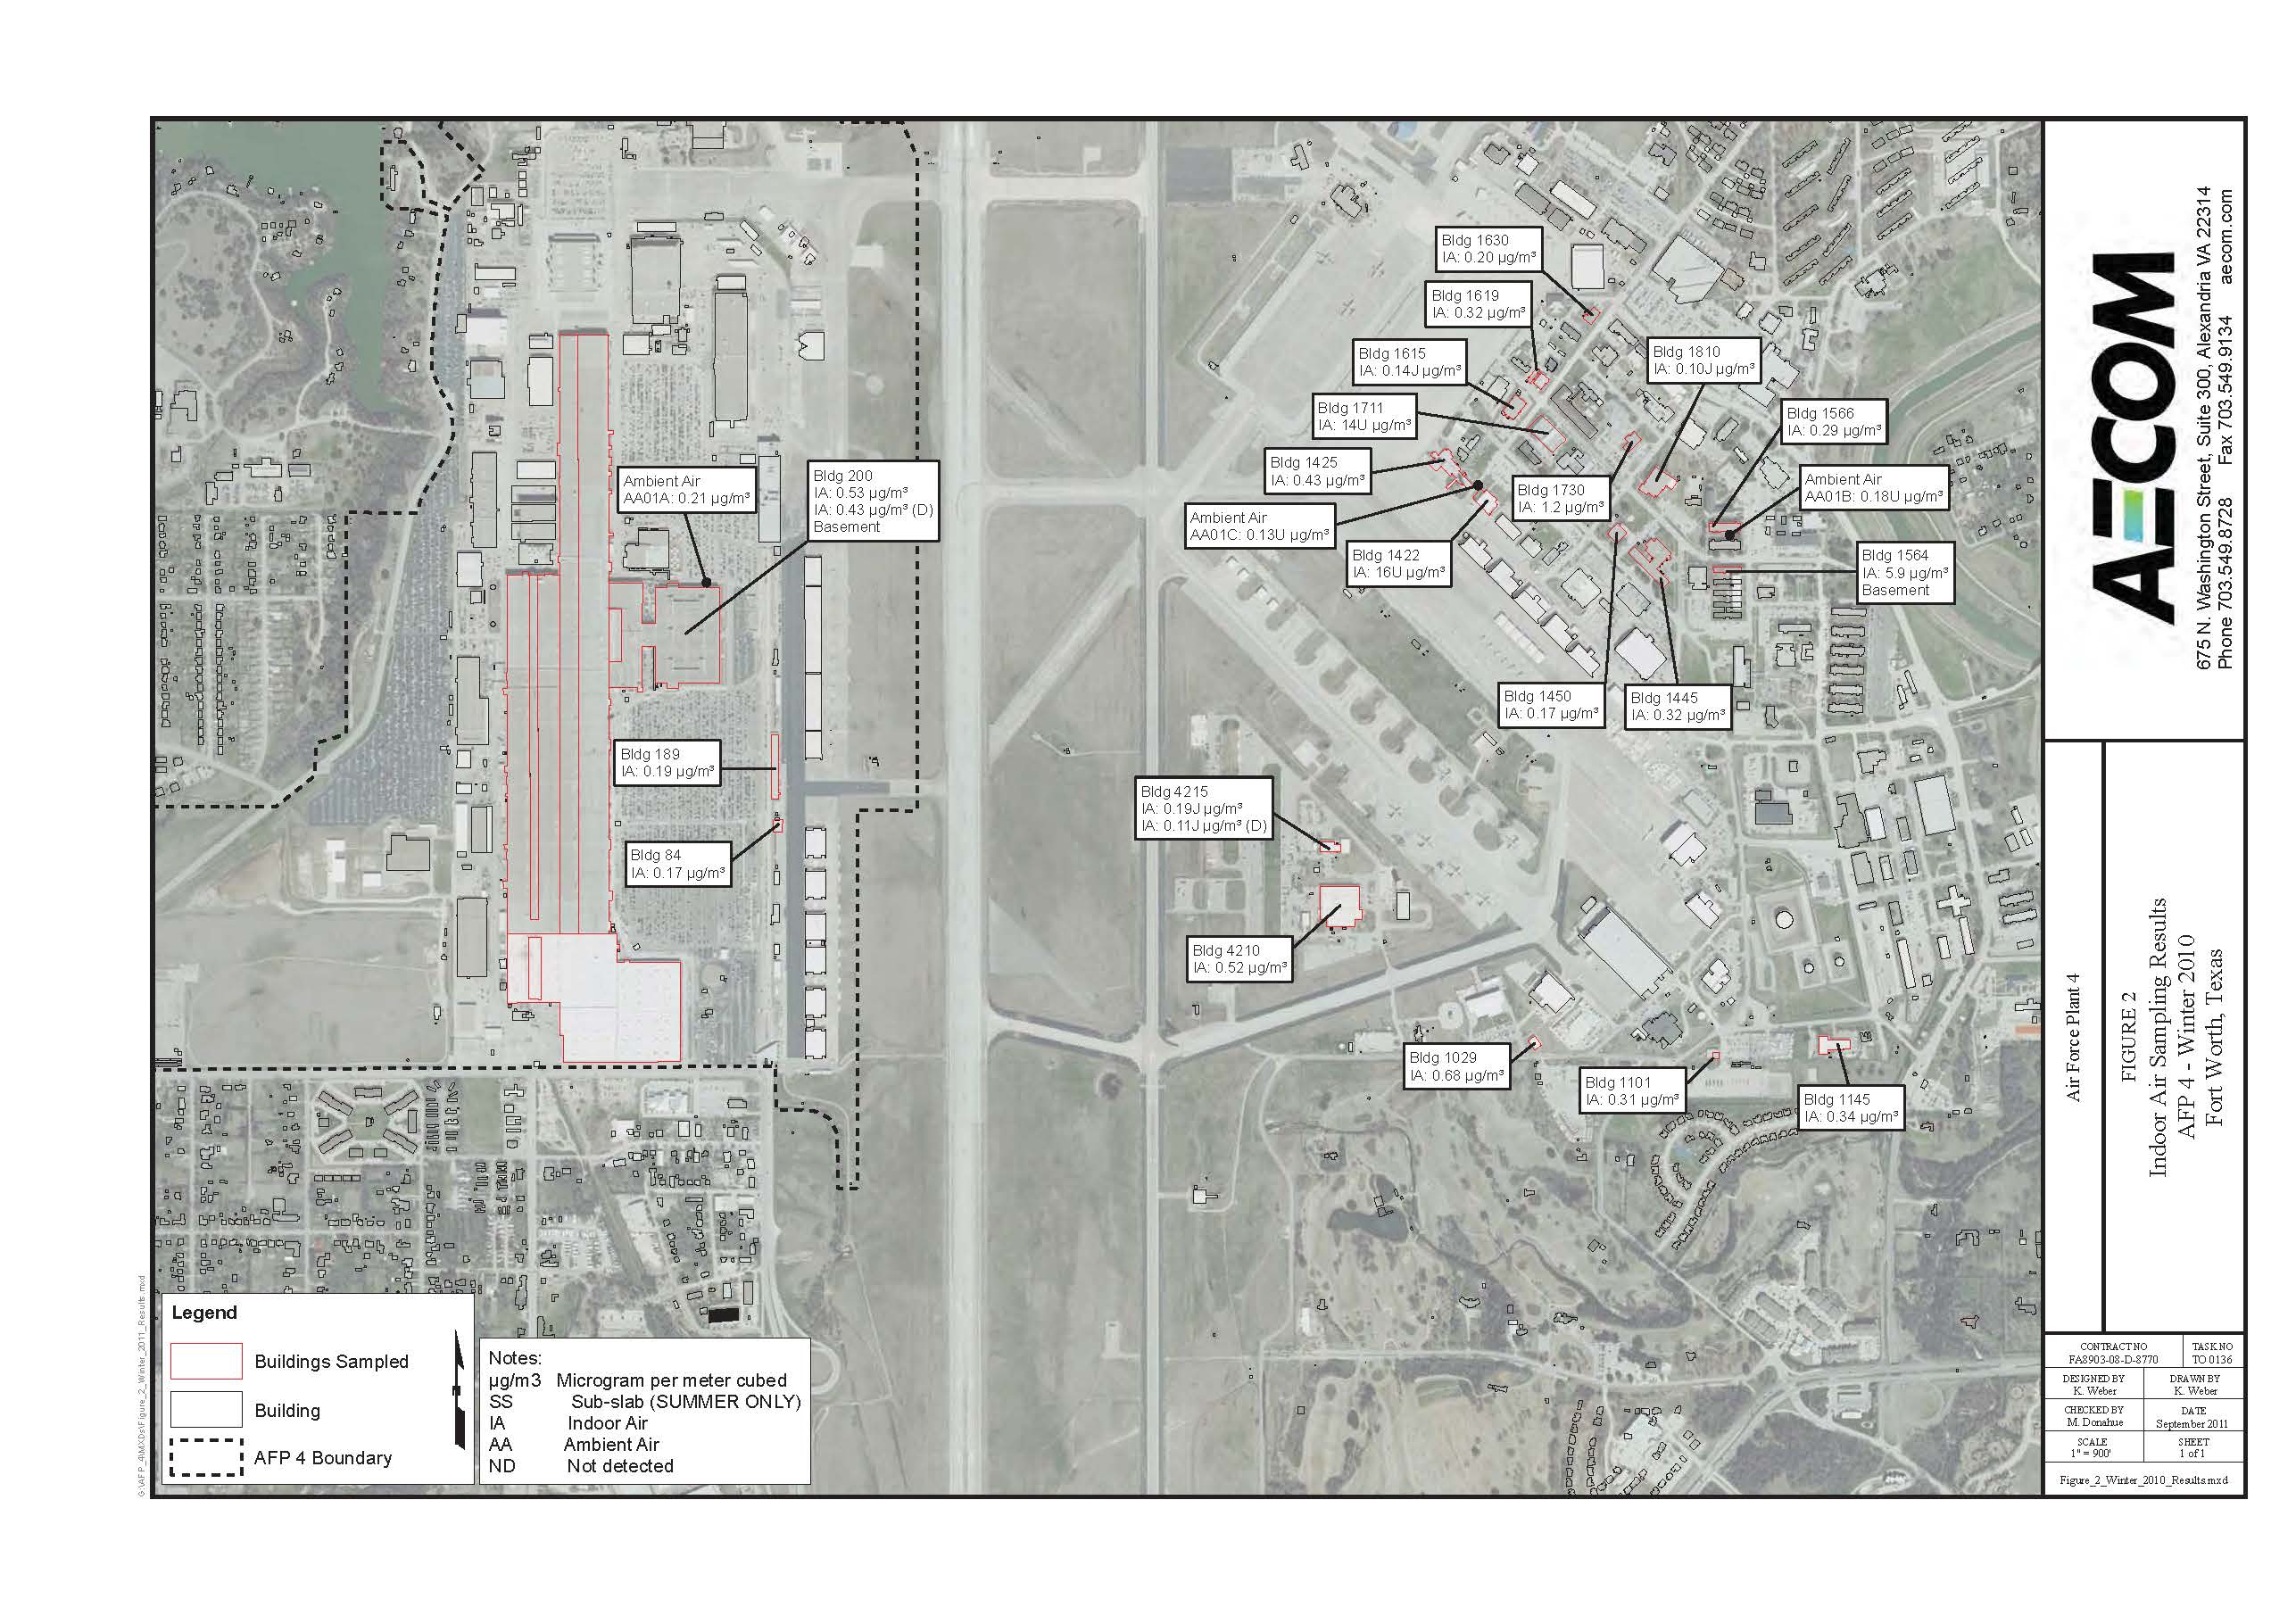 Bldg 1630
IA: 0.20 µg/m³
Bldg 1619
IA: 0.32 µg/m³
Bldg 1615
IA: 0.14J µg/m³
Bldg 1810
IA: 0.10J µg/m³
Bldg 1711
IA: 14U µg/m³
Bldg 1566
IA: 0.29 µg/m³
Bldg 1425
IA: 0.43 µg/m³
Ambient Air
AA01A: 0.21 µg/m³
Bldg 200
IA: 0.53 µg/m³
IA: 0.43 µg/m³ (D)
Basement
Bldg 1730
IA: 1.2 µg/m³
Ambient Air
AA01B: 0.18U µg/m³
Ambient Air
AA01C: 0.13U µg/m³
Bldg 1422
IA: 16U µg/m³
Bldg 1564
IA: 5.9 µg/m³
Basement
Bldg 1450
IA: 0.17 µg/m³
Bldg 1445
IA: 0.32 µg/m³
Bldg 189
IA: 0.19 µg/m³
Bldg 4215
IA: 0.19J µg/m³
IA: 0.11J µg/m³ (D)
Bldg 84
IA: 0.17 µg/m³
Bldg 4210
IA: 0.52 µg/m³
Bldg 1029
IA: 0.68 µg/m³
Bldg 1101
IA: 0.31 µg/m³
Bldg 1145
IA: 0.34 µg/m³
Legend
Buildings Sampled
Building
AFP 4 Boundary
Notes:
µg/m3 Microgram per meter cubed
SS Sub-slab (SUMMER ONLY)
IA Indoor Air
AA Ambient Air
ND Not detected
G:\AFP_4\MXDs\Figure_2_Winter_2011_Results.mxd
AECOM
675 N. Washington Street, Suite 300, Alexandria VA 22314
Phone 703.549.8728 Fax 703.549.9134 aecom.com
Air Force Plant 4
FIGURE 2
Indoor Air Sampling Results
AFP 4 - Winter 2010
Fort Worth, Texas
CONTRACT NO
FA8903-08-D-8770
TASK NO
TO 0136
DESIGNED BY
K. Weber
DRAWN BY
K. Weber
CHECKED BY
M. Donahue
DATE
September 2011
SCALE
1" = 900'
SHEET
1 of 1
Figure_2_Winter_2010_Results.mxd